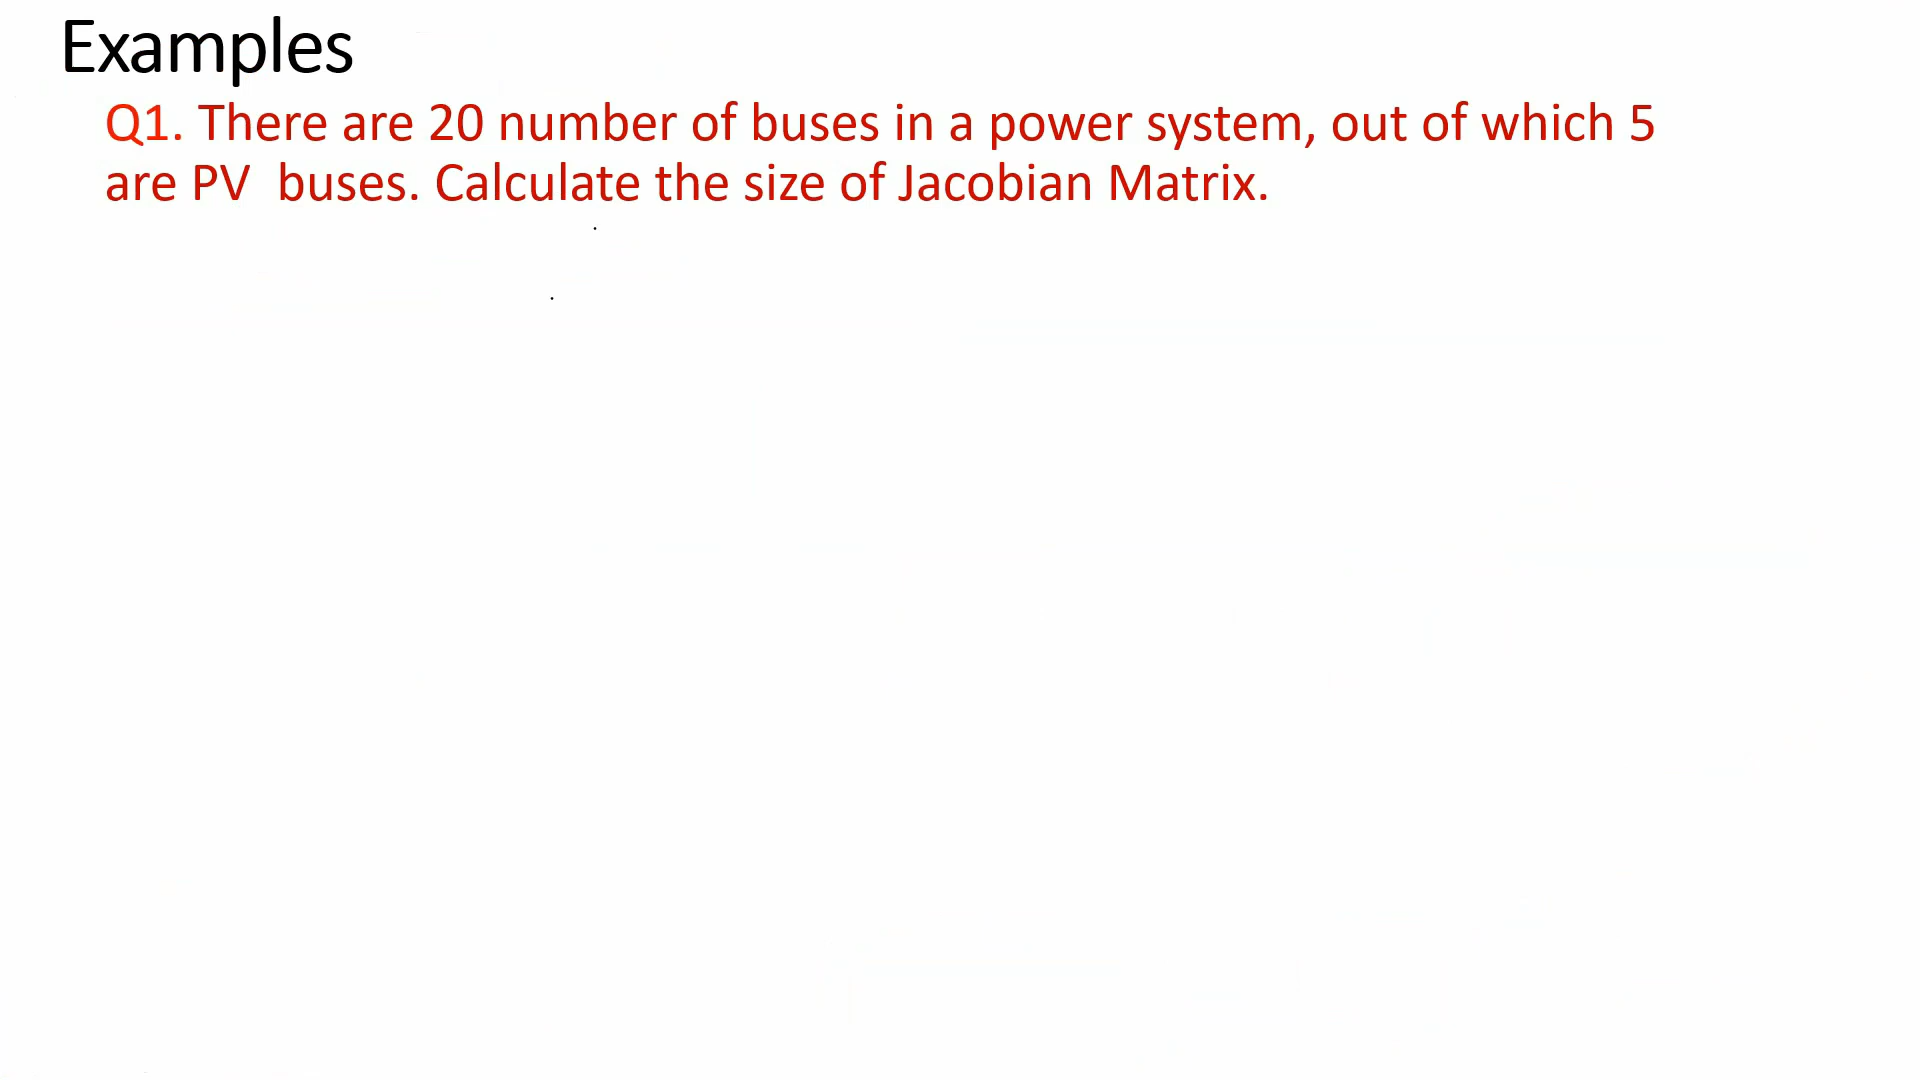 Examples
Q1. There are 20 number of buses in a power system, out of which 5
are PV  buses. Calculate the size of Jacobian Matrix.